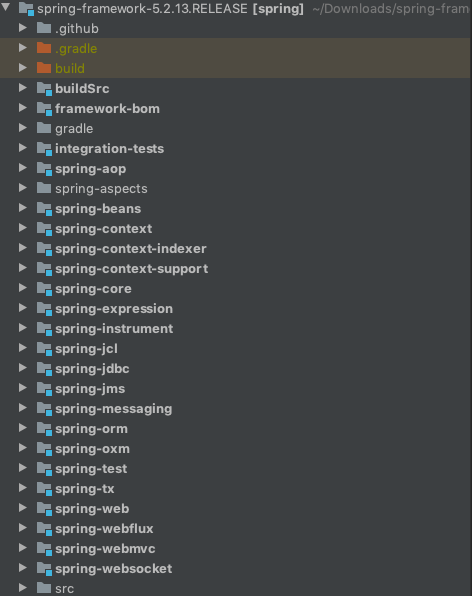 spring-framework-5.2.13.RELEASE [spring] ~/Downloads/spring-fram
.github
.gradle
build
buildSrc
framework-bom
gradle
integration-tests
spring-aop
spring-aspects
spring-beans
spring-context
spring-context-indexer
spring-context-support
spring-core
spring-expression
spring-instrument
spring-jcl
spring-jdbc
spring-jms
spring-messaging
spring-orm
spring-oxm
spring-test
spring-tx
spring-web
spring-webflux
spring-webmvc
spring-websocket
src